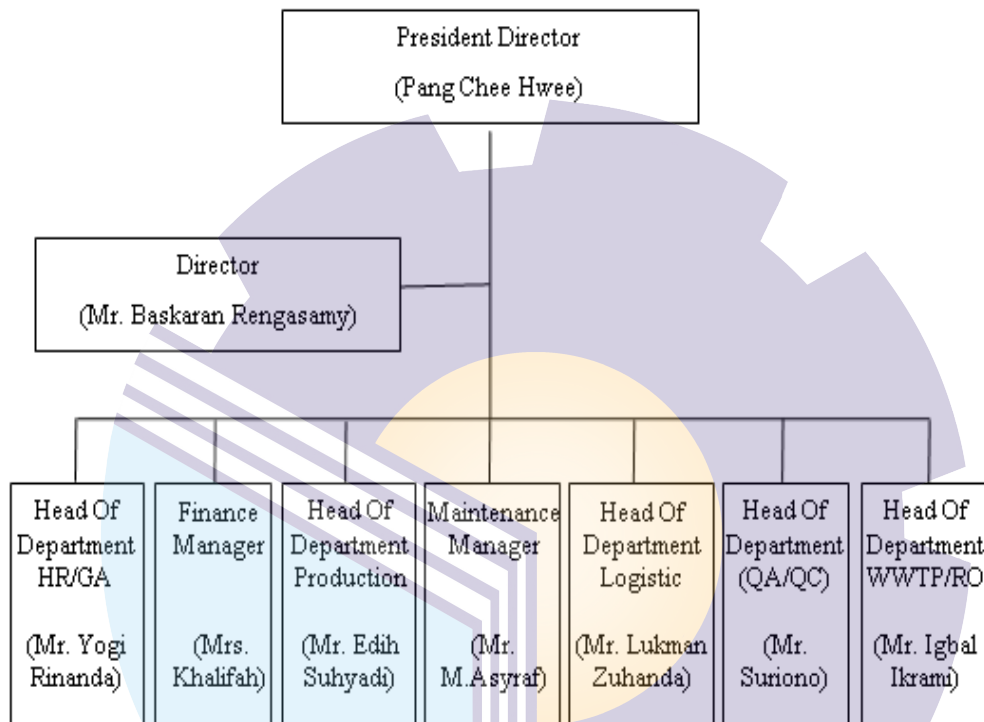 President Director
(Pang Chee Hwee)
Director
(Mr. Baskaran Rengasamy)
Head Of
Department
HR/GA
(Mr. Yogi
Rinanda)
Finance
Manager
(Mrs.
Khalifah)
Head Of
Department
Production
(Mr. Edih
Suhyadi)
Maintenance
Manager
(Mr.
M.Asyraf)
Head Of
Department
Logistic
(Mr. Lukman
Zuhanda)
Head Of
Department
(QA/QC)
(Mr.
Suriono)
Head Of
Department
WWTP/RO
(Mr. Igbal
Ikrami)